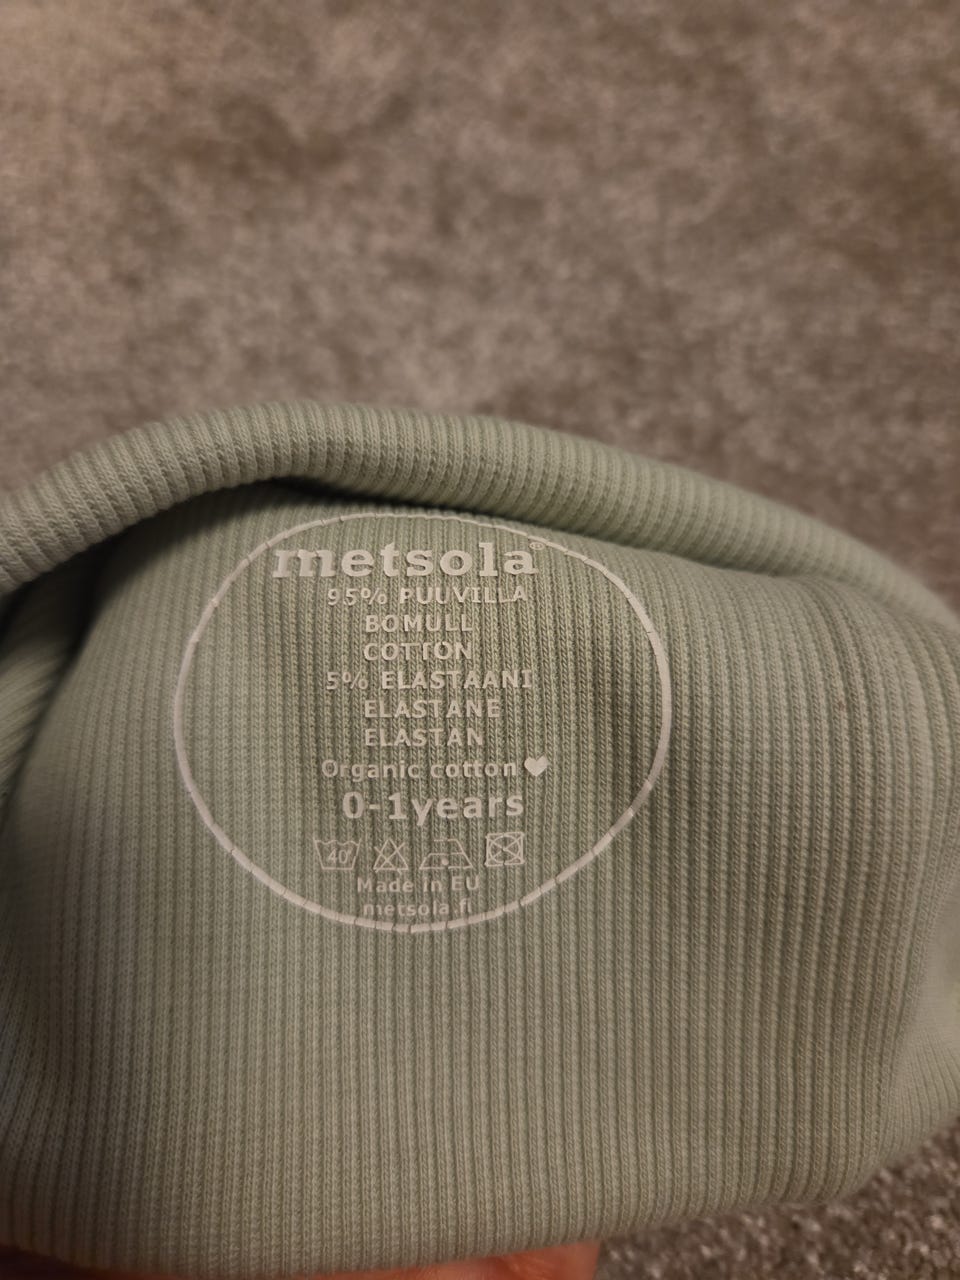 metsola®
95% PUUVILLA
BOMULL
COTTON
5% ELASTAANI
ELASTANE
ELASTAN
Organic cotton ♥
0-1years
40
Made in EU
metsola.fi